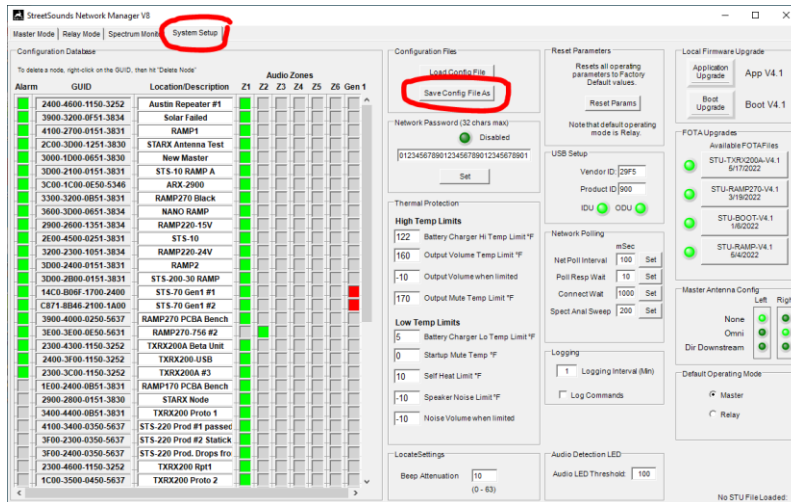 StreetSounds Network Manager V8
Master Mode Relay Mode Spectrum Monitor System Setup
Configuration Database
To delete a node, right-click on the GUID, then hit "Delete Node"
Audio Zones
Alarm GUID Location/Description Z1 Z2 Z3 Z4 Z5 Z6 Gen 1
2400-4600-1150-3252 Austin Repeater #1
3900-3200-0F51-3834 Solar Failed
4100-2700-0151-3831 RAMP1
2C00-3D00-1251-3830 STARX Antenna Test
3000-1D00-0651-3830 New Master
3D00-2100-0151-3831 STS-10 RAMP A
3C00-1C00-0E50-5346 ARX-2900
3300-3200-0B51-3831 RAMP270 Black
3600-3D00-0651-3834 NANO RAMP
2900-2600-1351-3834 RAMP220-15V
2E00-4500-0251-3831 STS-10
3200-2300-1051-3834 RAMP220-24V
3D00-2400-0151-3831 RAMP2
3D00-2B00-0151-3831 STS-200-30 RAMP
14C0-B06F-1700-2400 STS-70 Gen1 #1
C871-8B46-2100-1A00 STS-70 Gen1 #2
3900-4000-0250-5637 RAMP270 PCBA Bench
3E00-3E00-0E50-5631 RAMP270-756 #2
2300-4300-1150-3252 TXRX200A Beta Unit
2400-3F00-1150-3252 TXRX200-USB
2300-3C00-1150-3252 TXRX200A #3
1E00-2400-0B51-3831 RAMP170 PCBA Bench
2900-2800-0151-3830 STARX Node
3400-4400-0B51-3831 TXRX200 Proto 1
4100-3400-0350-5637 STS-220 Prod #1 passed
3F00-2300-0350-5637 STS-220 Prod #2 Statick
3F00-2400-0350-5637 STS-220 Prod. Drops fro
2300-4600-1150-3252 TXRX200 Rpt1
1C00-3500-0450-5637 TXRX200 Proto 2
Configuration Files
Load Config File
Save Config File As
Network Password (32 chars max)
Disabled
01234567890123456789012345678901
Set
Thermal Protection
High Temp Limits
122 Battery Charger Hi Temp Limit °F
160 Output Volume Temp Limit °F
-10 Output Volume when limited
170 Output Mute Temp Limit °F
Low Temp Limits
5 Battery Charger Lo Temp Limit °F
0 Startup Mute Temp °F
10 Self Heat Limit °F
-10 Speaker Noise Limit °F
-10 Noise Volume when limited
LocateSettings
Beep Attenuation 10
(0 - 63)
Reset Parameters
Resets all operating
parameters to Factory
Default values.
Reset Params
Note that default operating
mode is Relay.
USB Setup
Vendor ID: 29F5
Product ID 900
IDU ODU
Network Polling
mSec
Net Poll Interval 100 Set
Poll Resp Wait 10 Set
Connect Wait 1000 Set
Spect Anal Sweep 200 Set
Logging
1 Logging Interval (Min)
Log Commands
Audio Detection LED
Audio LED Threshold: 100
Local Firmware Upgrade
Application
Upgrade App V4.1
Boot
Upgrade Boot V4.1
FOTA Upgrades
Available FOTA Files
STU-TXRX200A-V4.1
6/17/2022
STU-RAMP270-V4.1
3/19/2022
STU-BOOT-V4.1
1/6/2022
STU-RAMP-V4.1
6/4/2022
Master Antenna Config
Left Righ
None
Omni
Dir Downstream
Default Operating Mode
Master
Relay
No STU File Loaded: